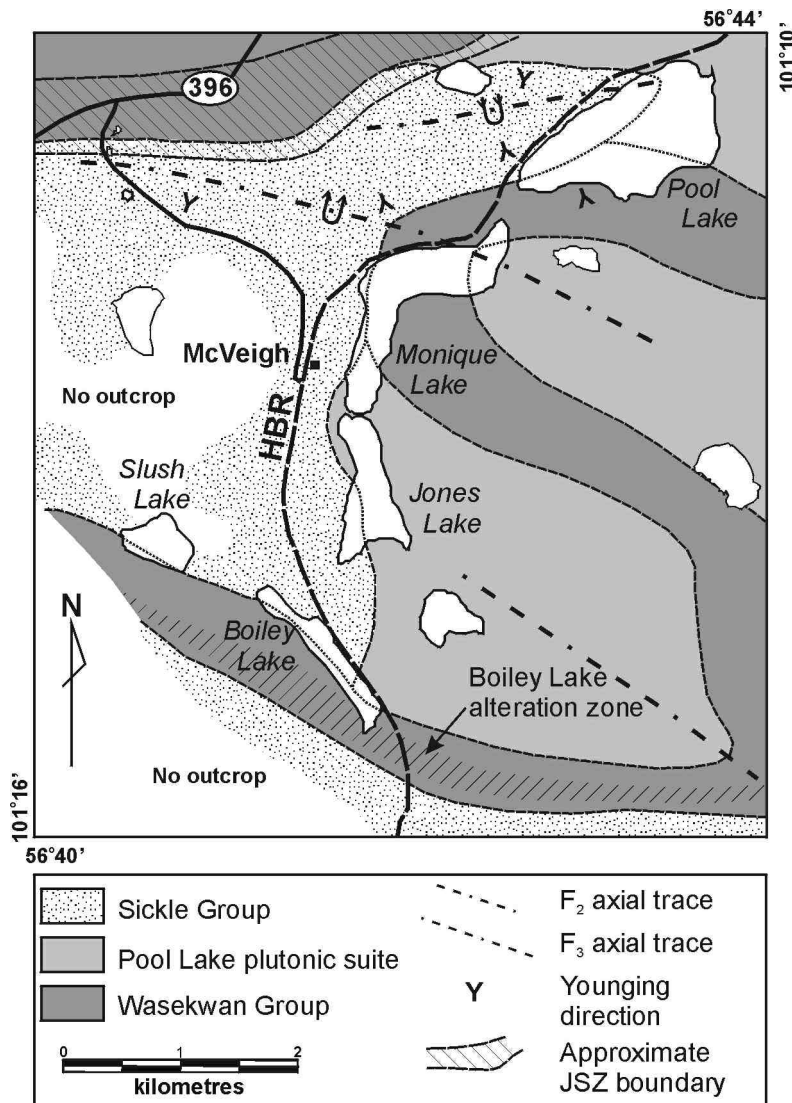 56°44'
101°10'
396
Y
Y
Y
Y
Y
Y
Pool
Lake
McVeigh
Monique
Lake
No outcrop
HBR
Slush
Lake
Jones
Lake
N
Boiley
Lake
Boiley Lake
alteration zone
No outcrop
101°16'
56°40'
Sickle Group
Pool Lake plutonic suite
Wasekwan Group
0 1 2
kilometres
F2 axial trace
F3 axial trace
Y Younging
direction
Approximate
JSZ boundary